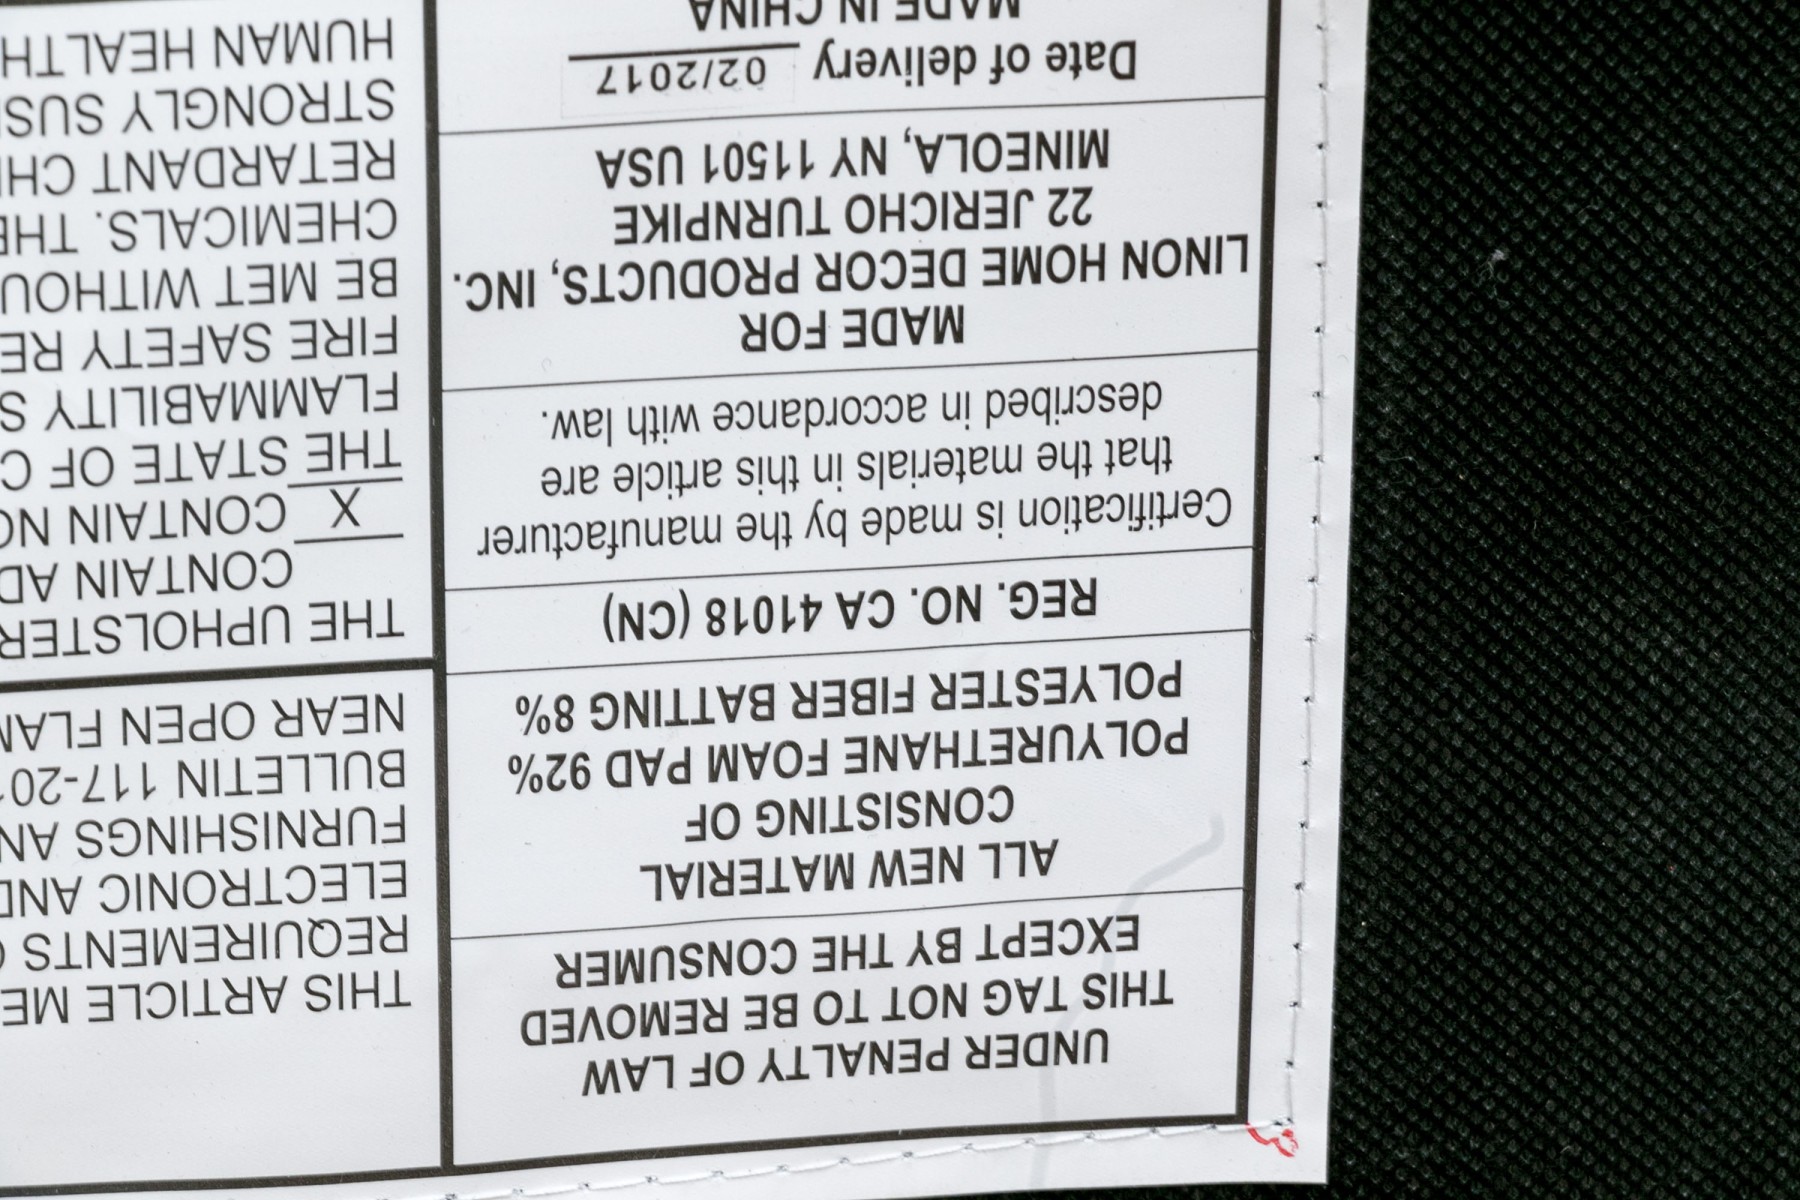 UNDER PENALTY OF LAW
THIS TAG NOT TO BE REMOVED
EXCEPT BY THE CONSUMER
ALL NEW MATERIAL
CONSISTING OF
POLYURETHANE FOAM PAD 92%
POLYESTER FIBER BATTING 8%
REG. NO. CA 41018 (CN)
Certification is made by the manufacturer
that the materials in this article are
described in accordance with law.
MADE FOR
LINON HOME DECOR PRODUCTS, INC.
22 JERICHO TURNPIKE
MINEOLA, NY 11501 USA
Date of delivery 02/2017
MADE IN CHINA
THIS ARTICLE ME
REQUIREMENTS
ELECTRONIC AND
FURNISHINGS AN
BULLETIN 117-20
NEAR OPEN FLAM
THE UPHOLSTER
CONTAIN AD
X CONTAIN NO
THE STATE OF C
FLAMMABILITY S
FIRE SAFETY RE
BE MET WITHOU
CHEMICALS. THE
RETARDANT CH
STRONGLY SUS
HUMAN HEALTH